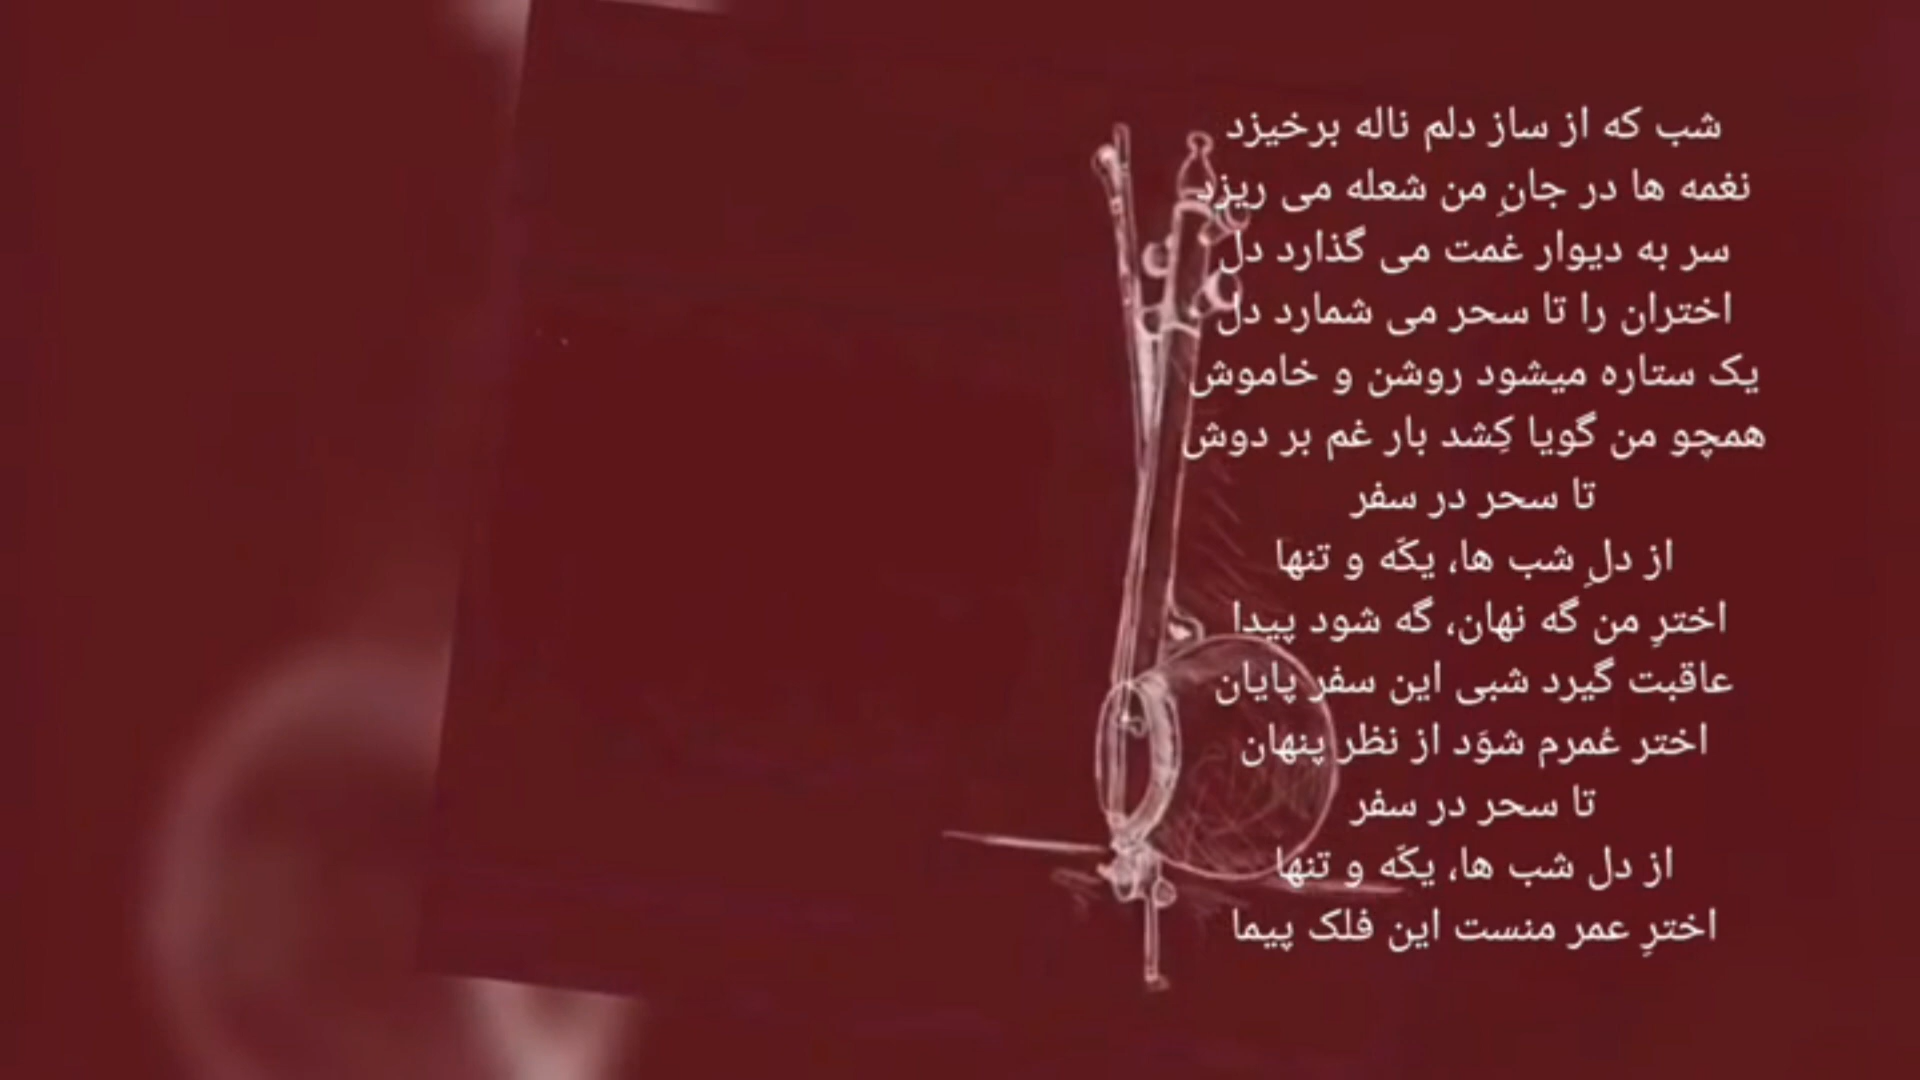 شب که از ساز دلم ناله برخیزد
نغمه ها در جانِ من شعله می ریزد
سر به دیوار غمت می گذارد دل
اختران را تا سحر می شمارد دل
یک ستاره میشود روشن و خاموش
همچو من گویا کِشد بار غم بر دوش
تا سحر در سفر
از دلِ شب ها، یکّه و تنها
اخترِ من گه نهان، گه شود پیدا
عاقبت گیرد شبی این سفر پایان
اختر عُمرم شوَد از نظر پنهان
تا سحر در سفر
از دل شب ها، یکّه و تنها
اخترِ عمر منست این فلک پیما